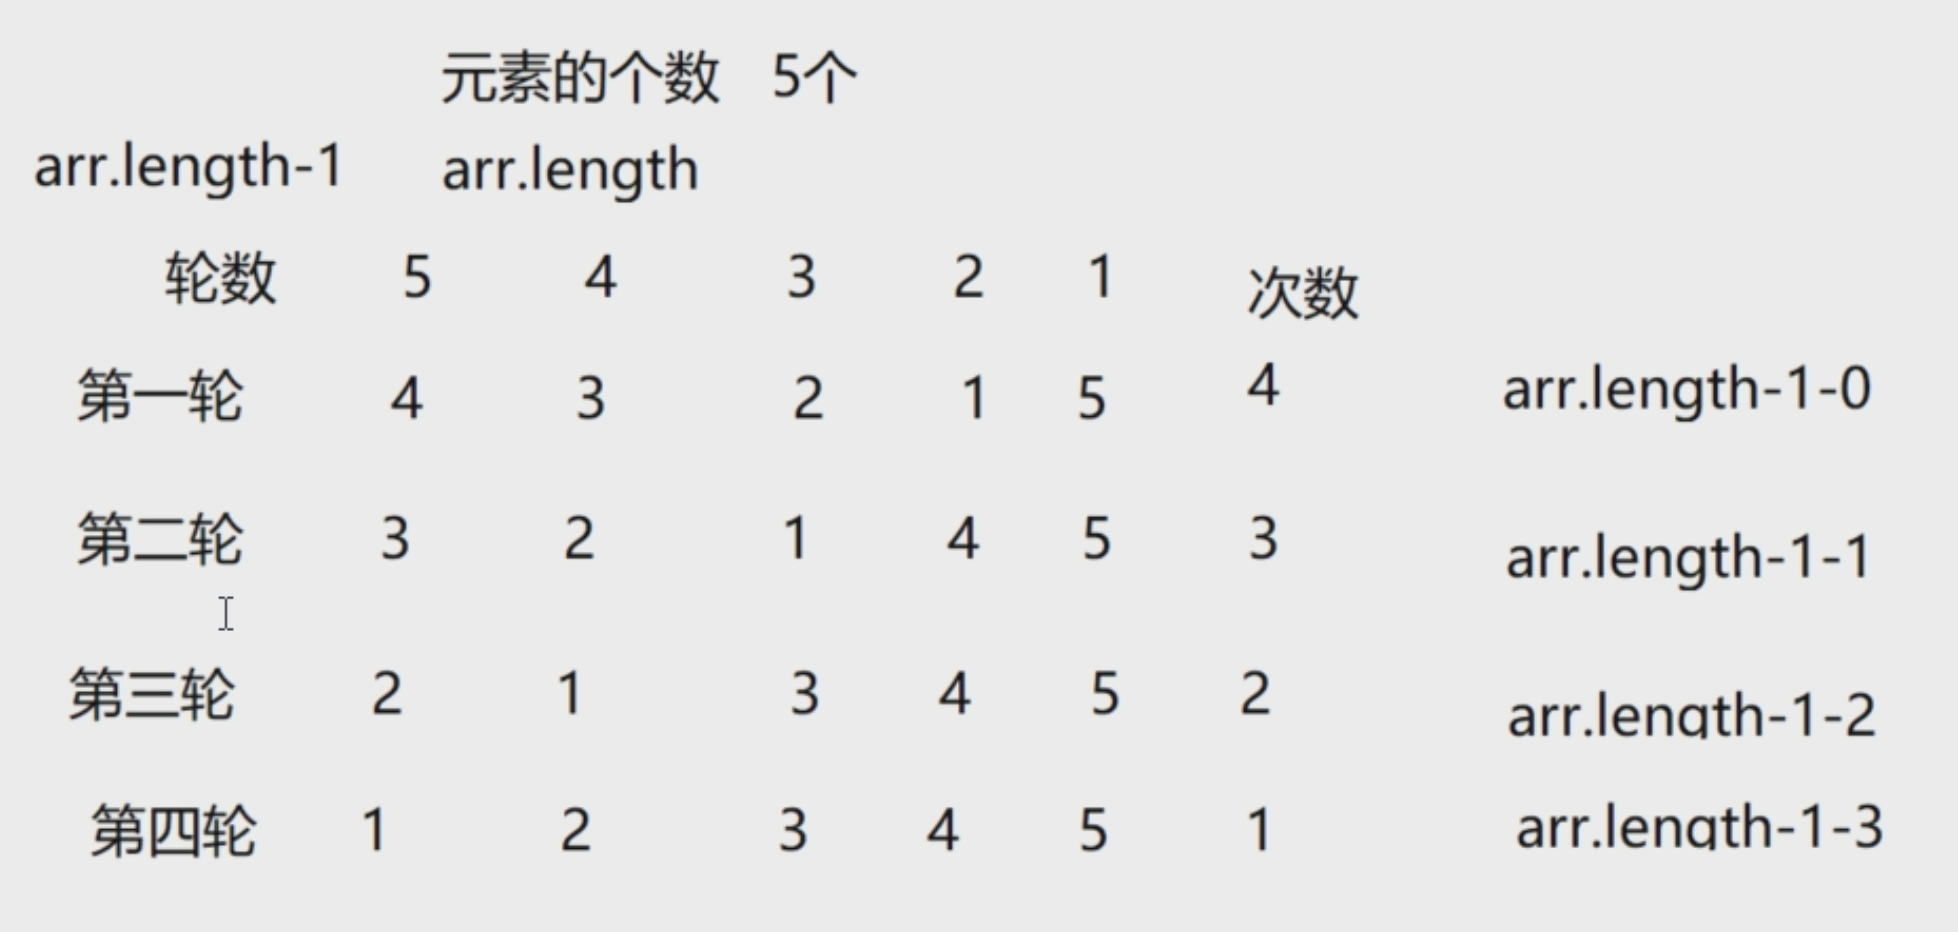 元素的个数 5个
arr.length-1 arr.length
轮数 5 4 3 2 1 次数
第一轮 4 3 2 1 5 4 arr.length-1-0
第二轮 3 2 1 4 5 3 arr.length-1-1
第三轮 2 1 3 4 5 2 arr.length-1-2
第四轮 1 2 3 4 5 1 arr.length-1-3